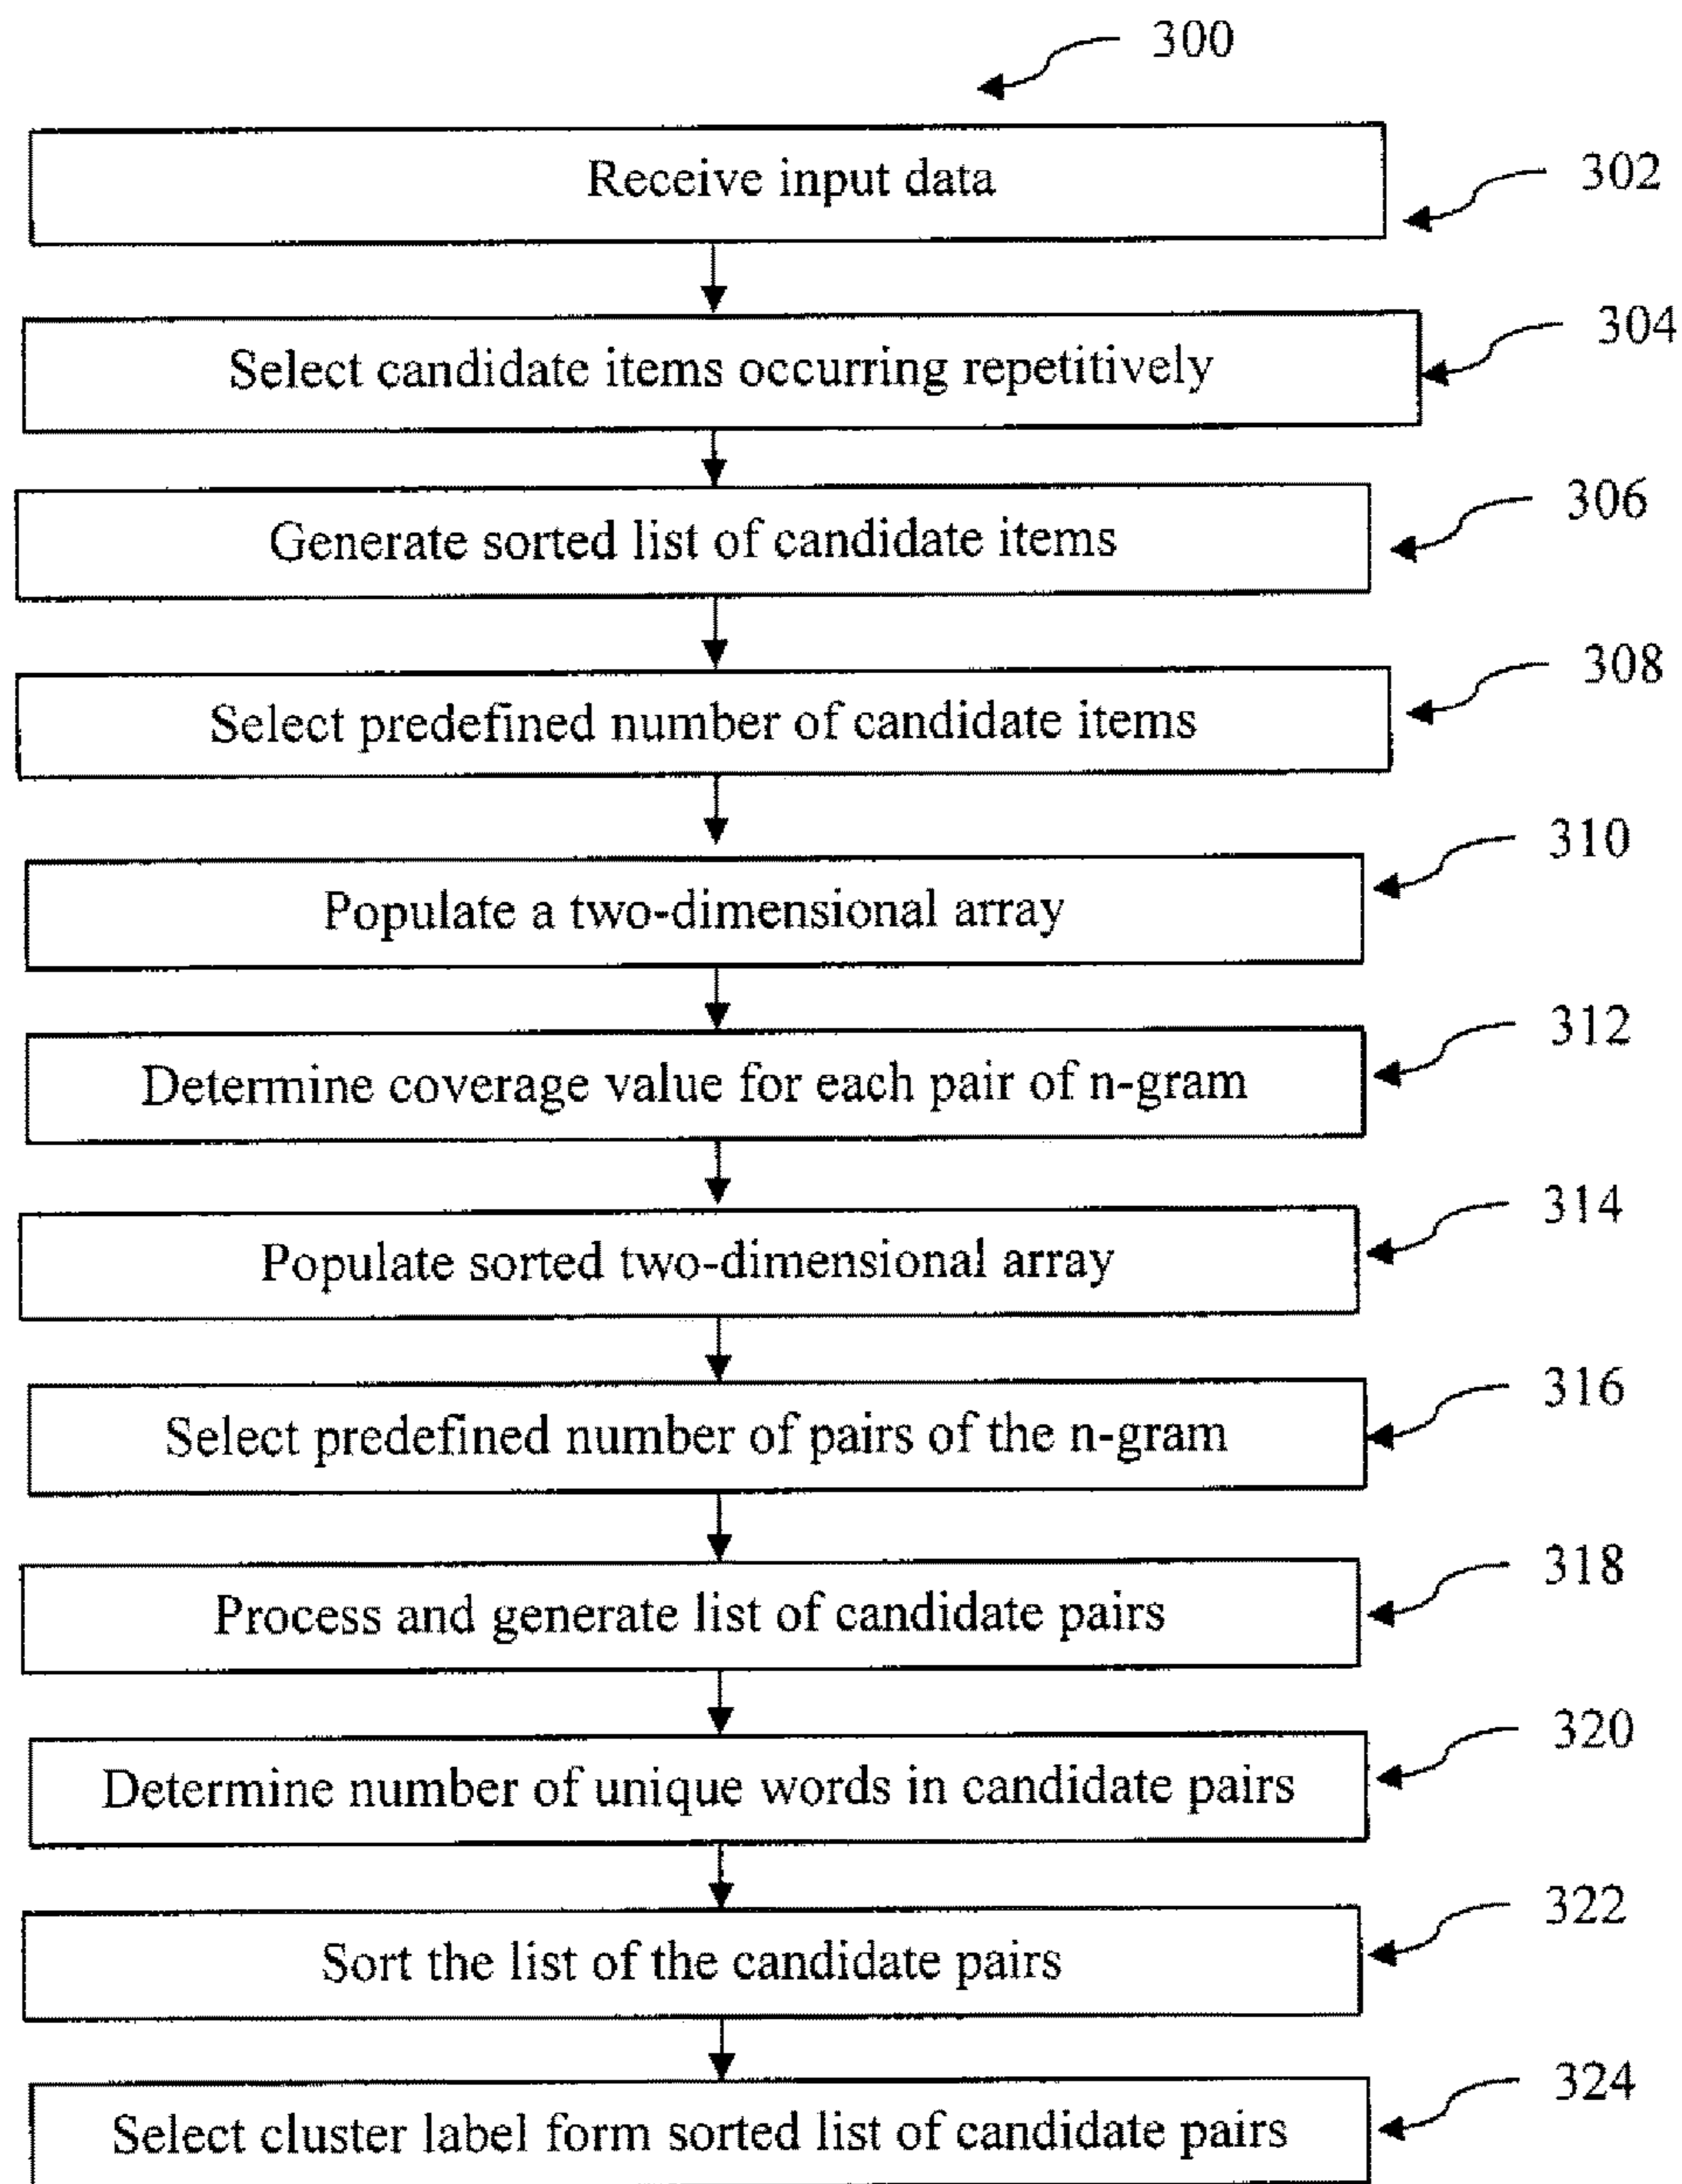 300
Receive input data
302
Select candidate items occurring repetitively
304
Generate sorted list of candidate items
306
Select predefined number of candidate items
308
Populate a two-dimensional array
310
Determine coverage value for each pair of n-gram
312
Populate sorted two-dimensional array
314
Select predefined number of pairs of the n-gram
316
Process and generate list of candidate pairs
318
Determine number of unique words in candidate pairs
320
Sort the list of the candidate pairs
322
Select cluster label form sorted list of candidate pairs
324